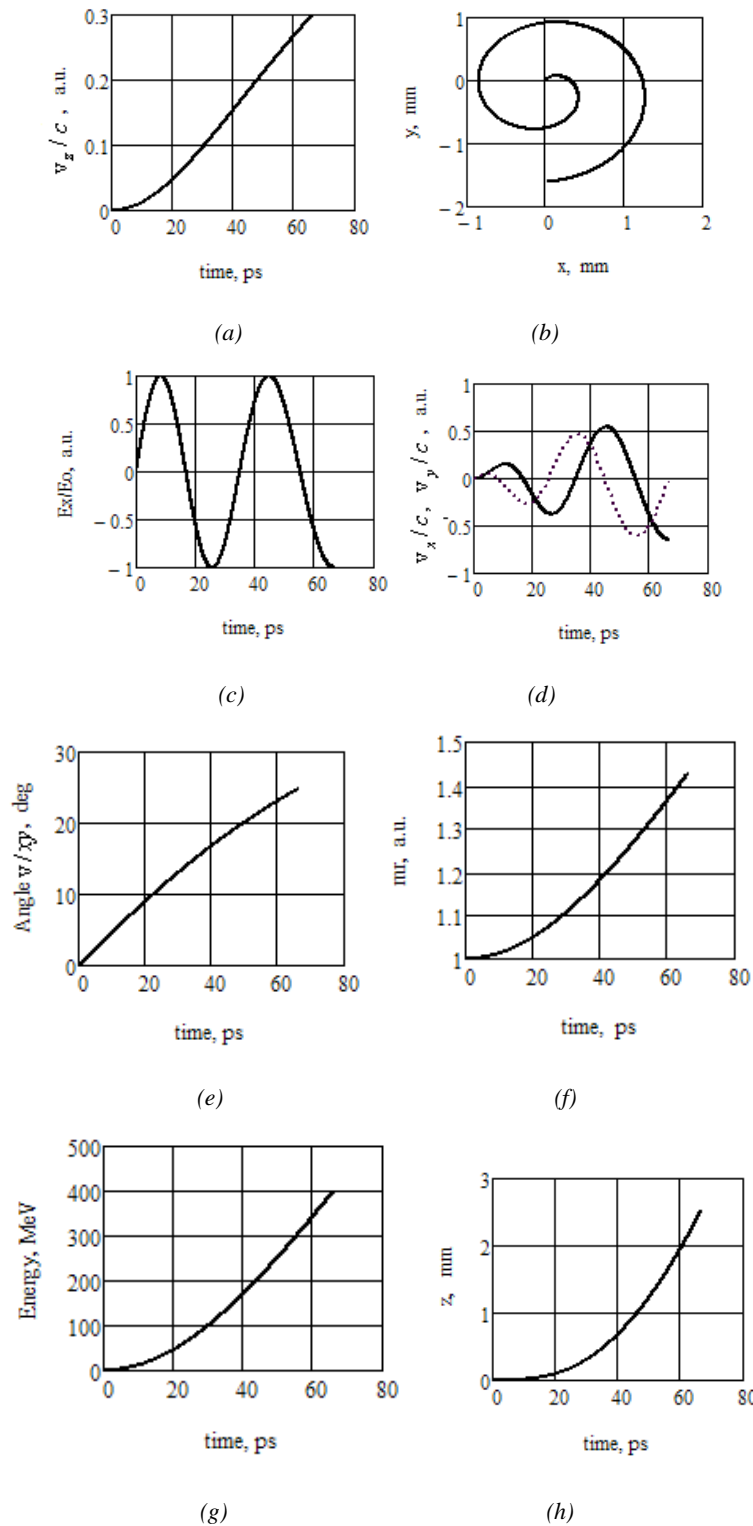 0.3
0.2
0.1
0
0 20 40 60 80
v_z / c , a.u.
time, ps
(a)
1
0
−1
−2
−1 0 1 2
y, mm
x, mm
(b)
1
0.5
0
−0.5
−1
0 20 40 60 80
Ex/Eo, a.u.
time, ps
(c)
1
0.5
0
0.5
−1
0 20 40 60 80
v_x / c , v_y / c , a.u.
time, ps
(d)
30
20
10
0
0 20 40 60 80
Angle v / xy , deg
time, ps
(e)
1.5
1.4
1.3
1.2
1.1
1
0 20 40 60 80
mr, a.u.
time, ps
(f)
500
400
300
200
100
0
0 20 40 60 80
Energy, MeV
time, ps
(g)
3
2
1
0
0 20 40 60 80
z, mm
time, ps
(h)